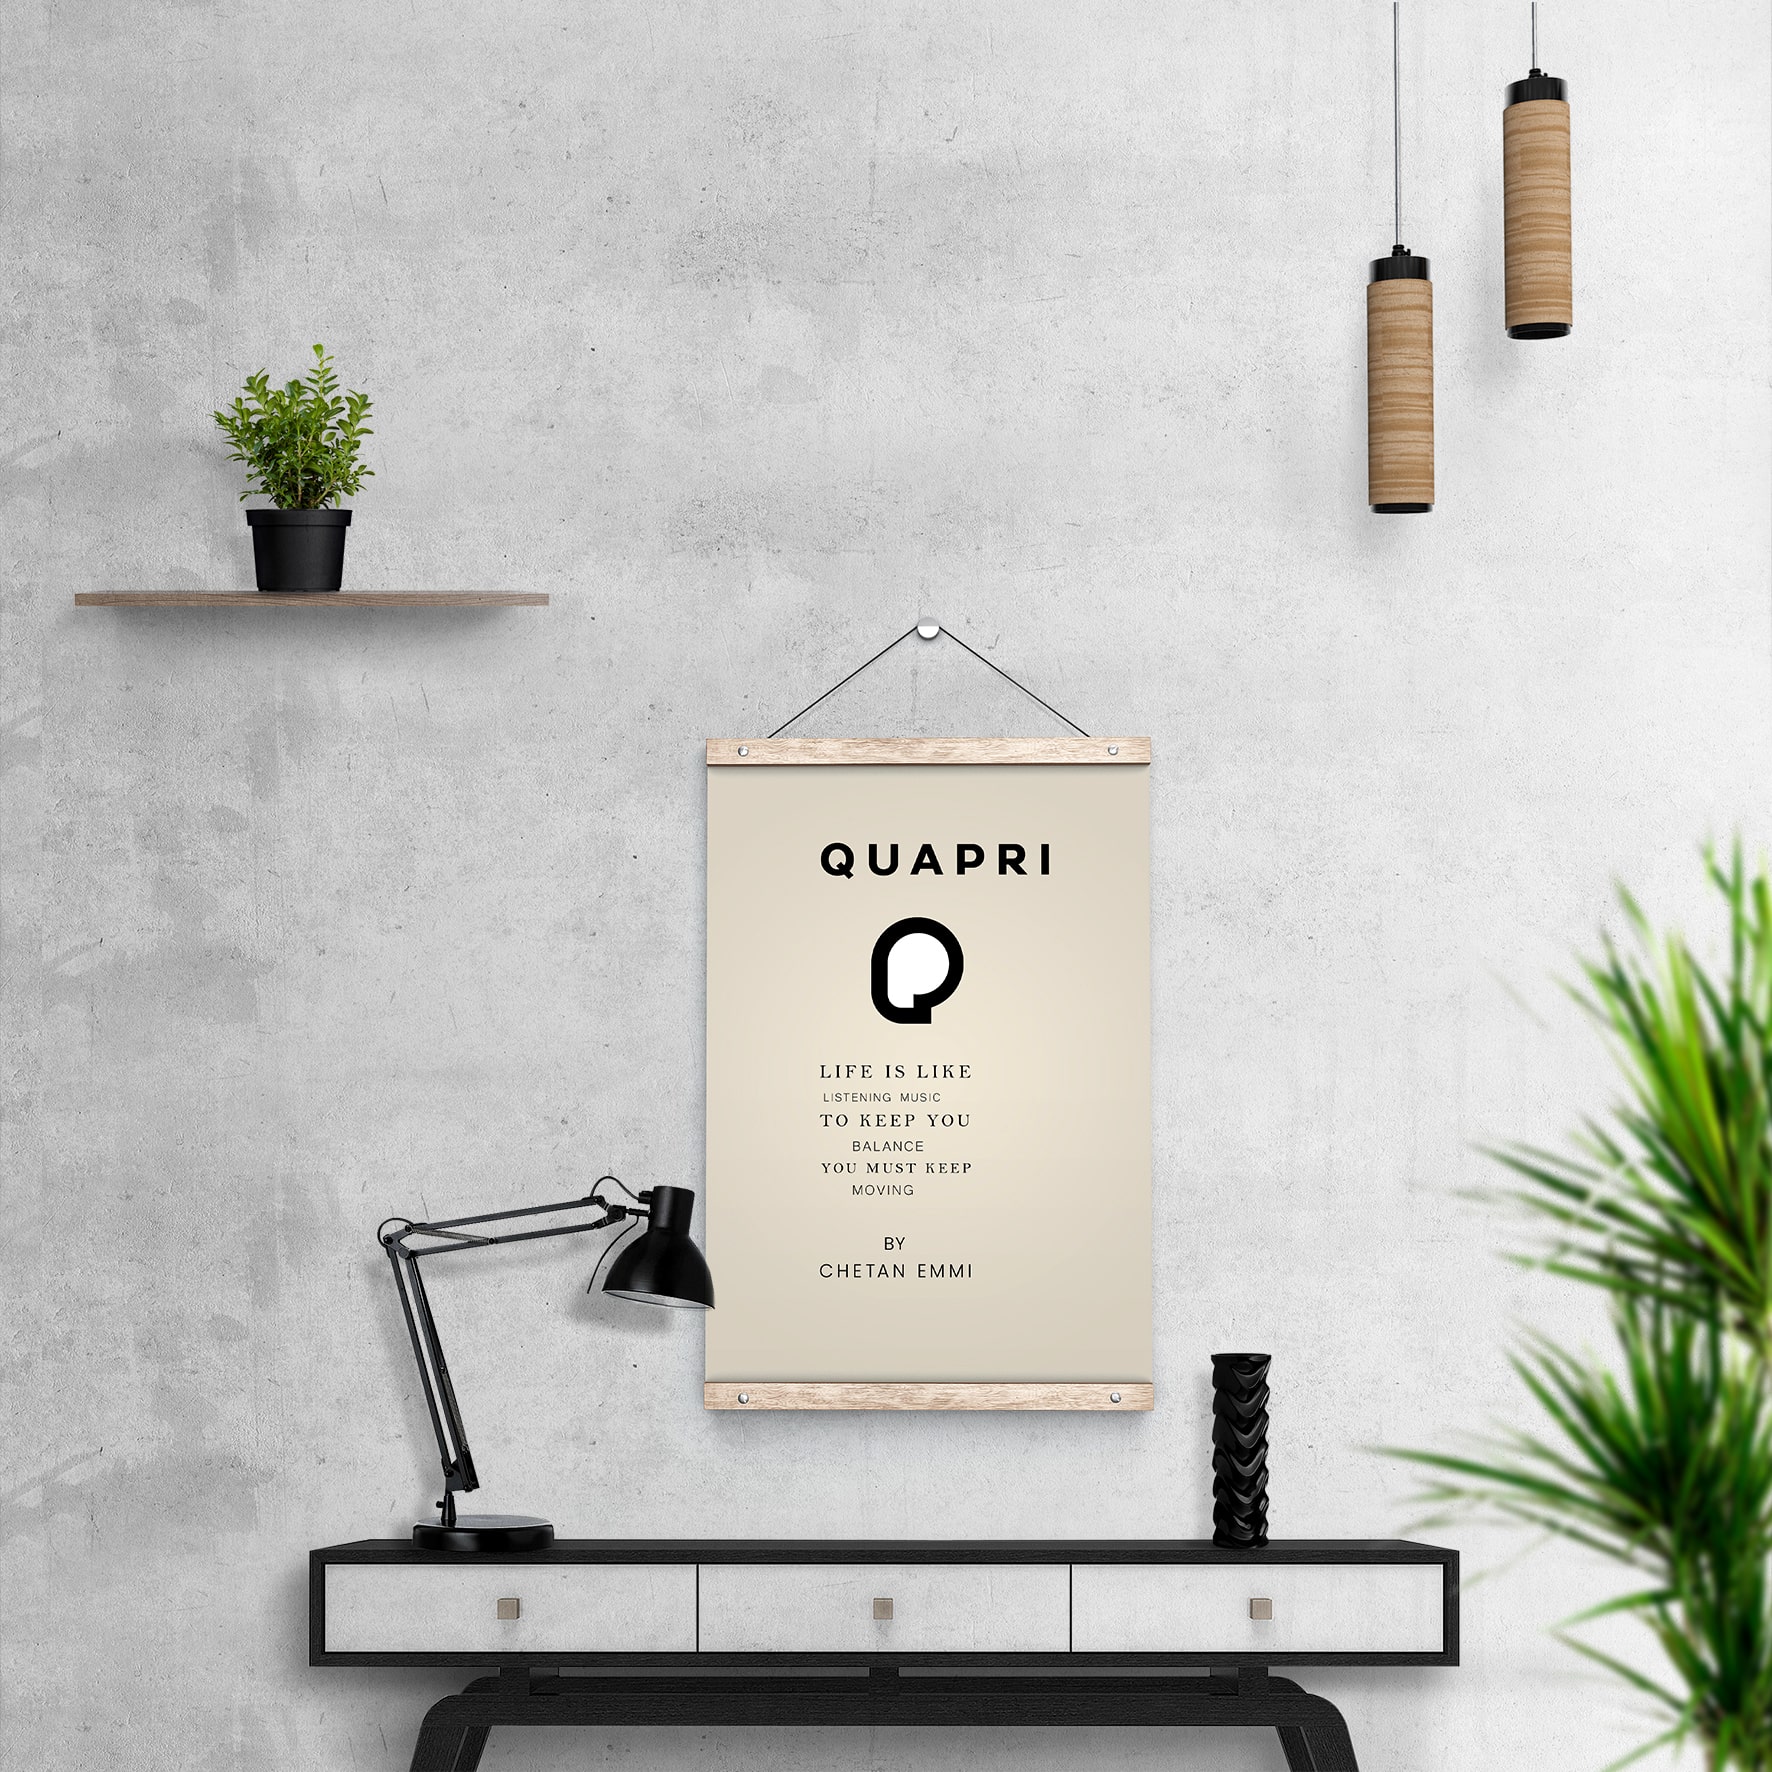 QUAPRI
LIFE IS LIKE
LISTENING MUSIC
TO KEEP YOU
BALANCE
YOU MUST KEEP
MOVING
BY
CHETAN EMMI